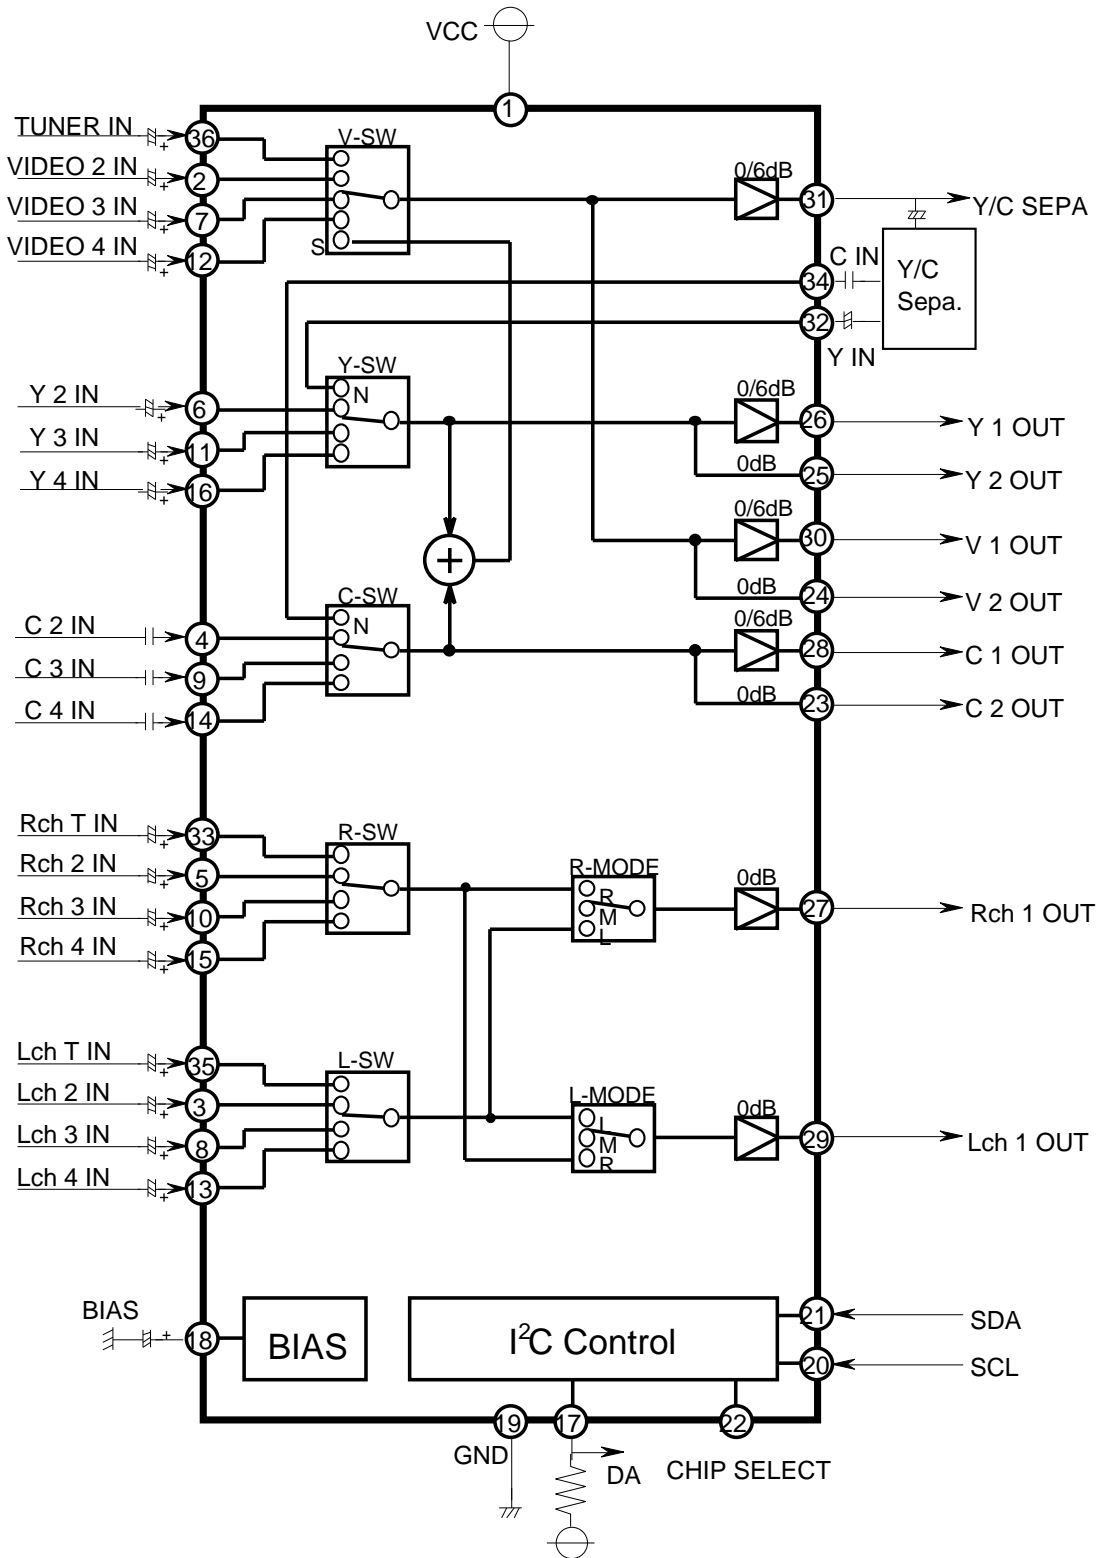 VCC
1
TUNER IN
36
V-SW
VIDEO 2 IN
2
0/6dB
31
Y/C SEPA
VIDEO 3 IN
7
VIDEO 4 IN
12
S
C IN
34
Y/C
Sepa.
32
Y IN
Y-SW
N
Y 2 IN
6
0/6dB
26
Y 1 OUT
Y 3 IN
11
Y 4 IN
16
0dB
25
Y 2 OUT
0/6dB
30
V 1 OUT
+
0dB
24
V 2 OUT
C-SW
N
C 2 IN
4
0/6dB
28
C 1 OUT
C 3 IN
9
0dB
23
C 2 OUT
C 4 IN
14
Rch T IN
33
R-SW
Rch 2 IN
5
R-MODE
R
M
L
0dB
27
Rch 1 OUT
Rch 3 IN
10
Rch 4 IN
15
Lch T IN
35
L-SW
Lch 2 IN
3
L-MODE
L
M
R
0dB
29
Lch 1 OUT
Lch 3 IN
8
Lch 4 IN
13
BIAS
18
BIAS
I²C Control
21
SDA
20
SCL
19
17
22
GND
DA
CHIP SELECT